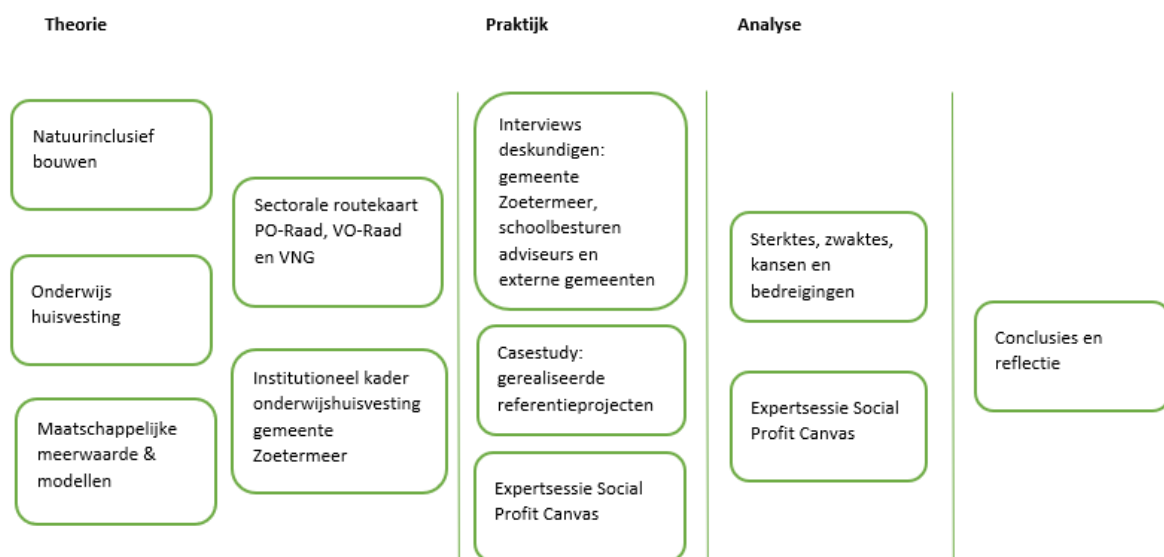 Theorie
Praktijk
Analyse
Natuurinclusief
bouwen
Onderwijs
huisvesting
Maatschappelijke
meerwaarde &
modellen
Sectorale routekaart
PO-Raad, VO-Raad
en VNG
Institutioneel kader
onderwijshuisvesting
gemeente
Zoetermeer
Interviews
deskundigen:
gemeente
Zoetermeer,
schoolbesturen
adviseurs en
externe gemeenten
Casestudy:
gerealiseerde
referentieprojecten
Expertsessie Social
Profit Canvas
Sterktes, zwaktes,
kansen en
bedreigingen
Expertsessie Social
Profit Canvas
Conclusies en
reflectie